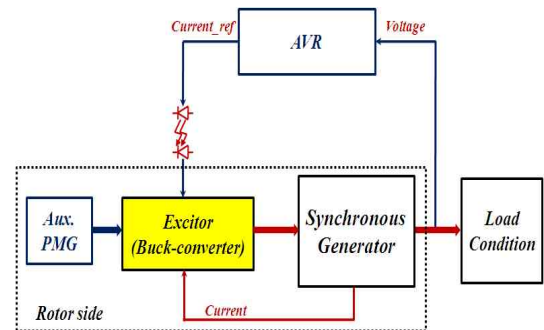 Current_ref
AVR
Voltage
Aux.
PMG
Excitor
(Buck-converter)
Synchronous
Generator
Load
Condition
Current
Rotor side